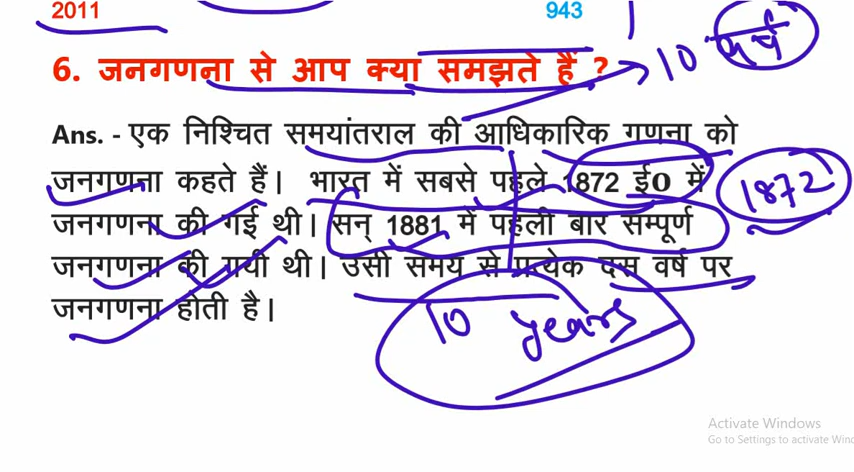 2011 943
6. जनगणना से आप क्या समझते हैं ? → 10 वर्ष
Ans. - एक निश्चित समयांतराल की आधिकारिक गणना को
जनगणना कहते हैं। भारत में सबसे पहले 1872 ई0 में
1872
जनगणना की गई थी। सन् 1881 में पहली बार सम्पूर्ण
जनगणना की गयी थी। उसी समय से प्रत्येक दस वर्ष पर
जनगणना होती है।
10 years
Activate Windows
Go to Settings to activate Wind